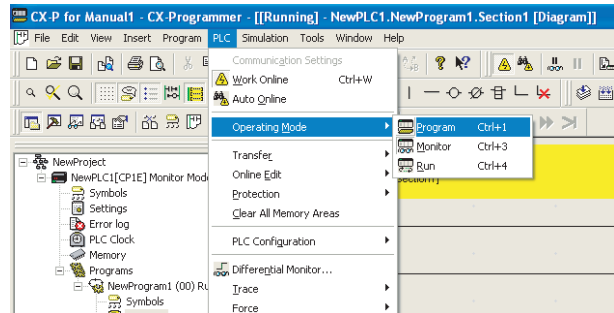 CX-P for Manual1 - CX-Programmer - [[Running] - NewPLC1.NewProgram1.Section1 [Diagram]]
File Edit View Insert Program PLC Simulation Tools Window Help
Communication Settings
Work Online Ctrl+W
Auto Online
Operating Mode
Program Ctrl+1
Monitor Ctrl+3
Run Ctrl+4
Transfer
Online Edit
Protection
Clear All Memory Areas
PLC Configuration
Differential Monitor...
Trace
Force
NewProject
NewPLC1[CP1E] Monitor Mod
Symbols
Settings
Error log
PLC Clock
Memory
Programs
NewProgram1 (00) Ru
Symbols